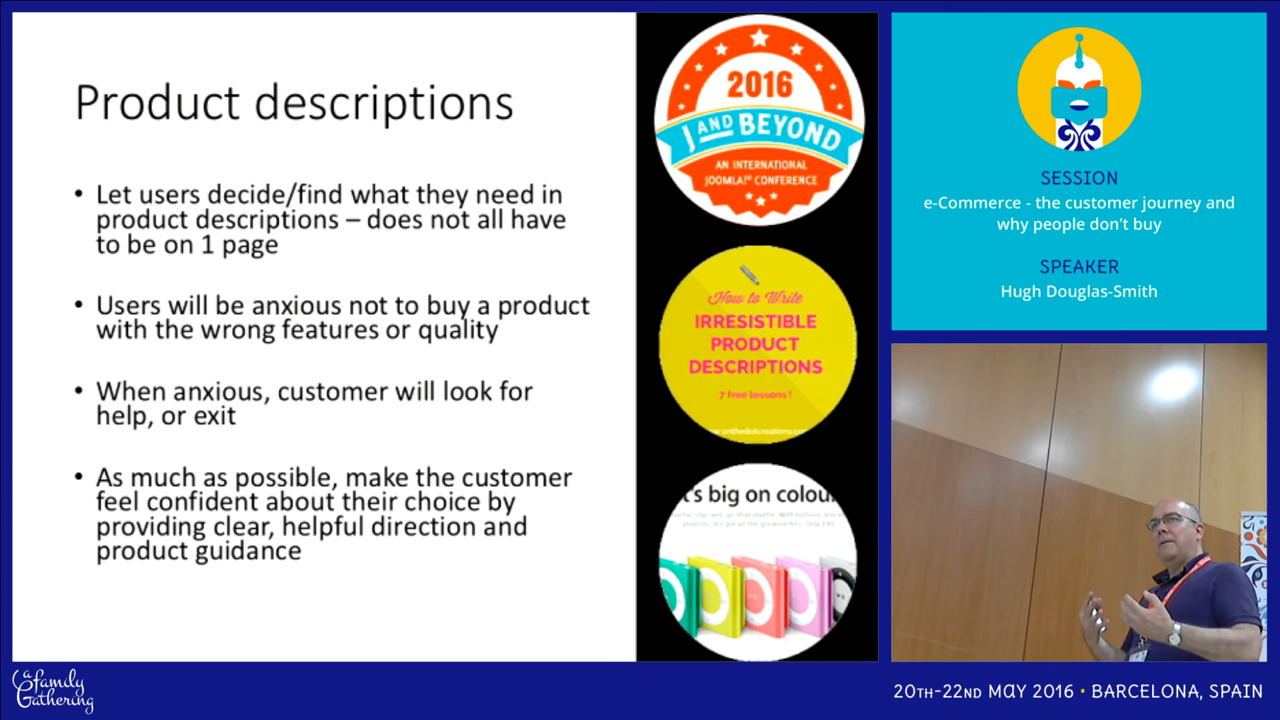 Product descriptions
• Let users decide/find what they need in
product descriptions – does not all have
to be on 1 page
• Users will be anxious not to buy a product
with the wrong features or quality
• When anxious, customer will look for
help, or exit
• As much as possible, make the customer
feel confident about their choice by
providing clear, helpful direction and
product guidance
2016
J AND BEYOND
AN INTERNATIONAL
JOOMLA!® CONFERENCE
How to Write
IRRESISTIBLE
PRODUCT
DESCRIPTIONS
7 free lessons!
t's big on colou
SESSION
e-Commerce - the customer journey and
why people don't buy
SPEAKER
Hugh Douglas-Smith
a family
Gathering
20TH-22ND MAY 2016 • BARCELONA, SPAIN